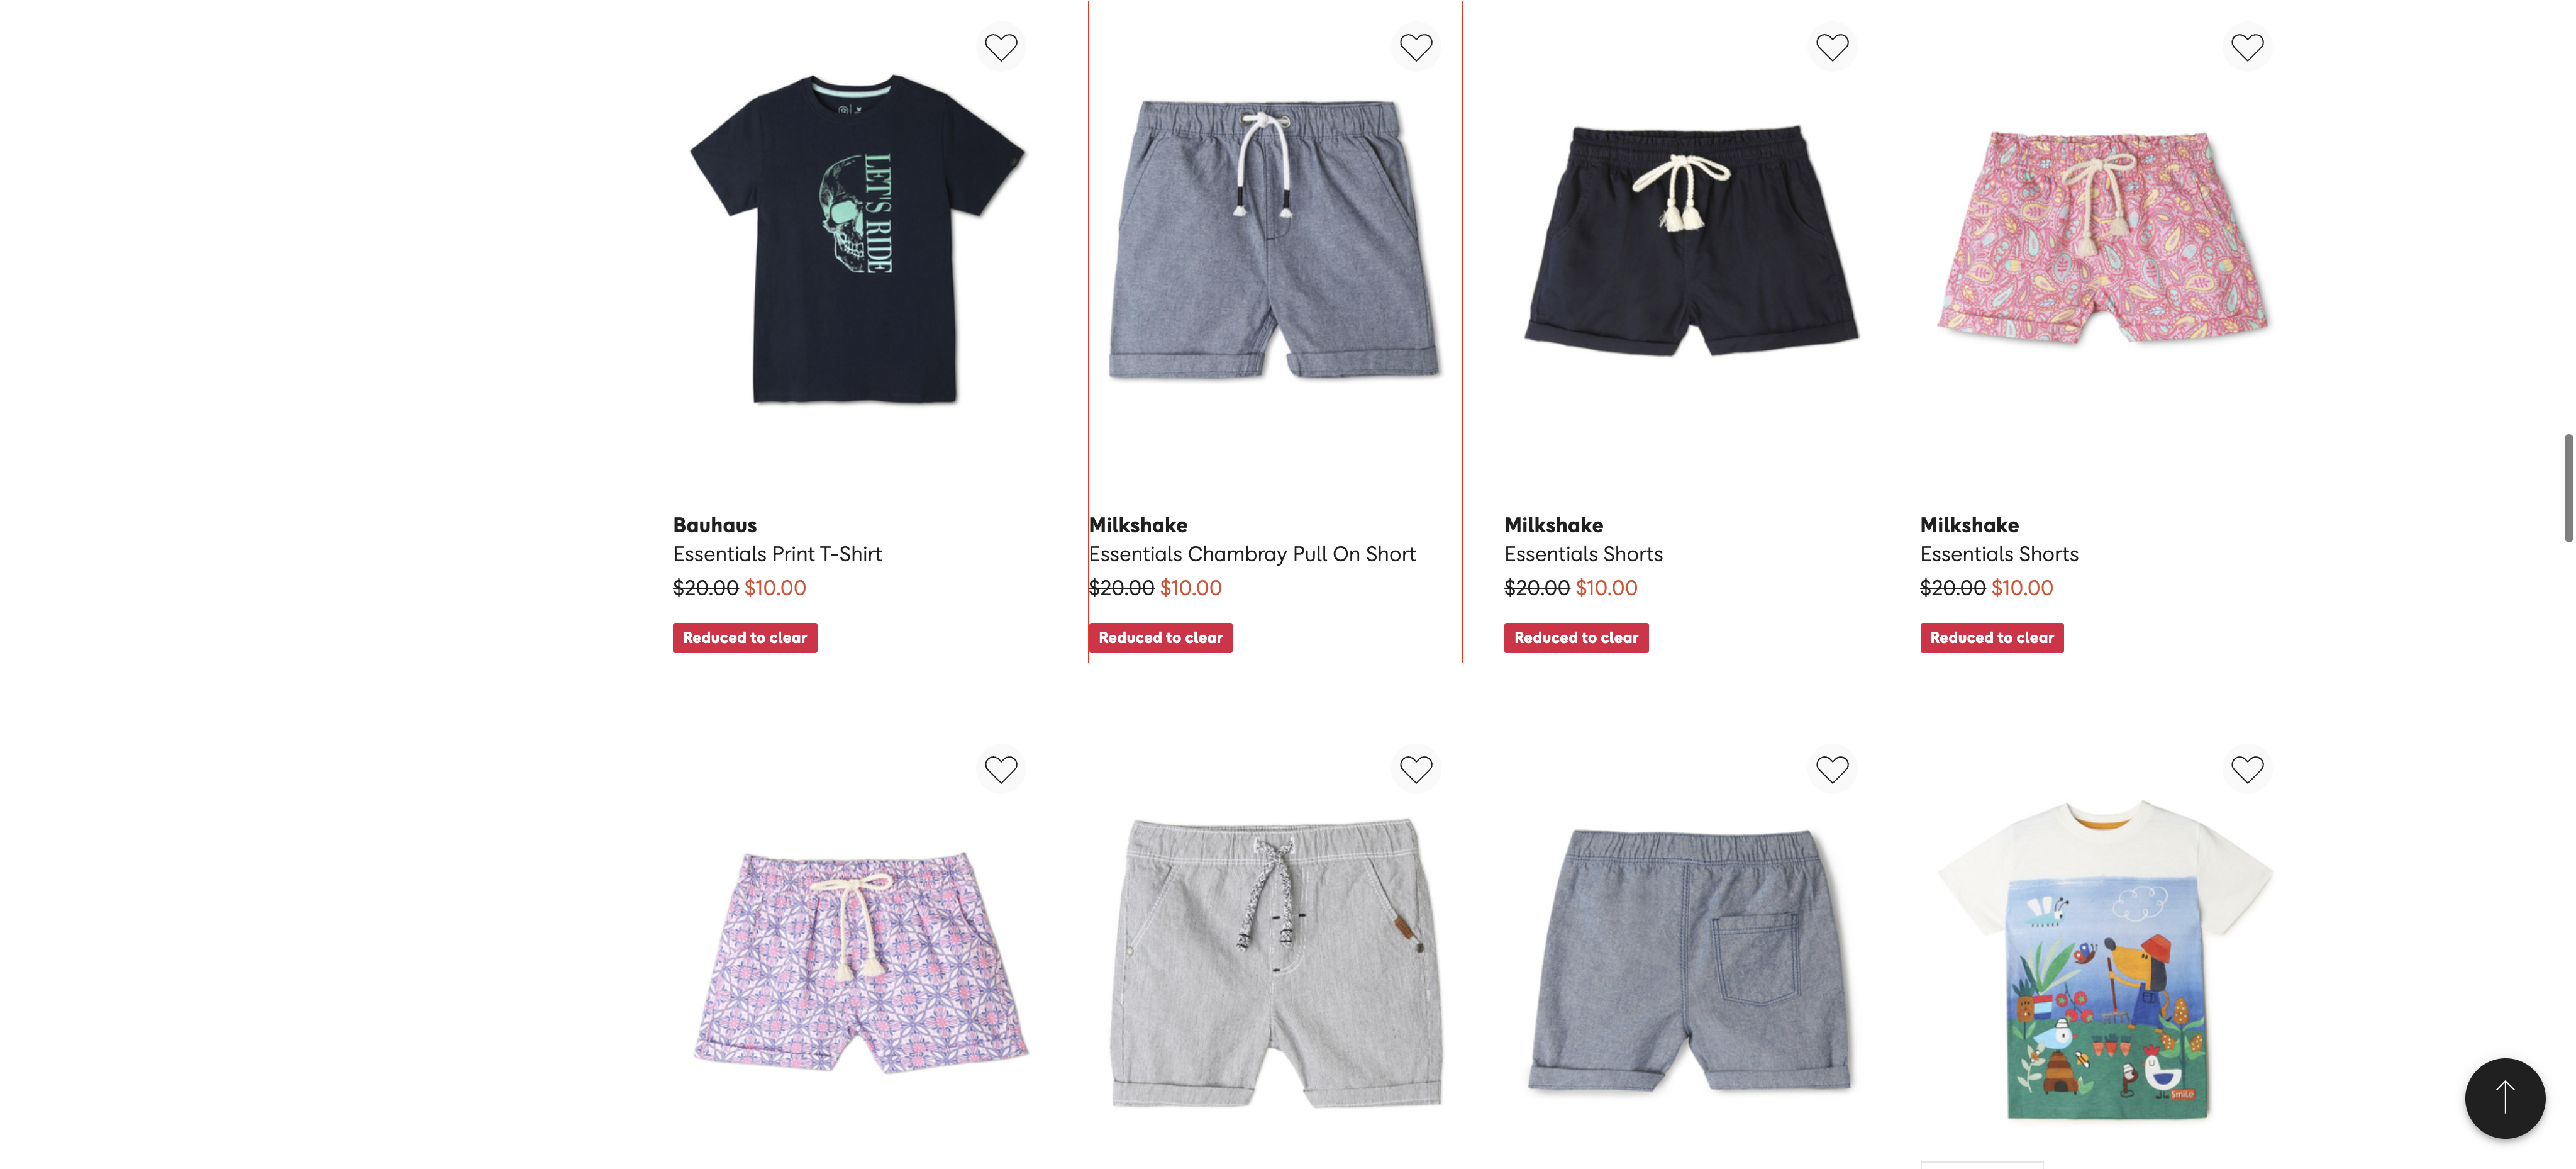 LET'S RIDE
Bauhaus
Essentials Print T-Shirt
$20.00 $10.00
Reduced to clear
Milkshake
Essentials Chambray Pull On Short
$20.00 $10.00
Reduced to clear
Milkshake
Essentials Shorts
$20.00 $10.00
Reduced to clear
Milkshake
Essentials Shorts
$20.00 $10.00
Reduced to clear
Smile